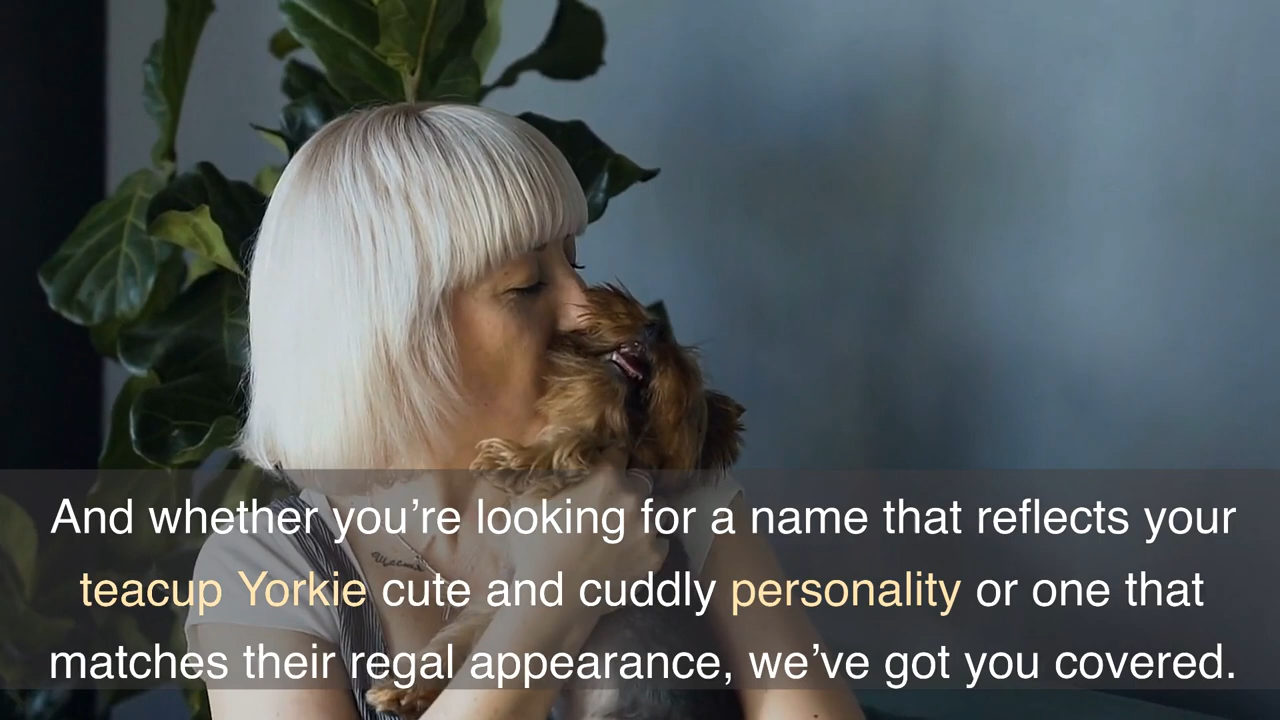 And whether you’re looking for a name that reflects your
teacup Yorkie cute and cuddly personality or one that
matches their regal appearance, we’ve got you covered.